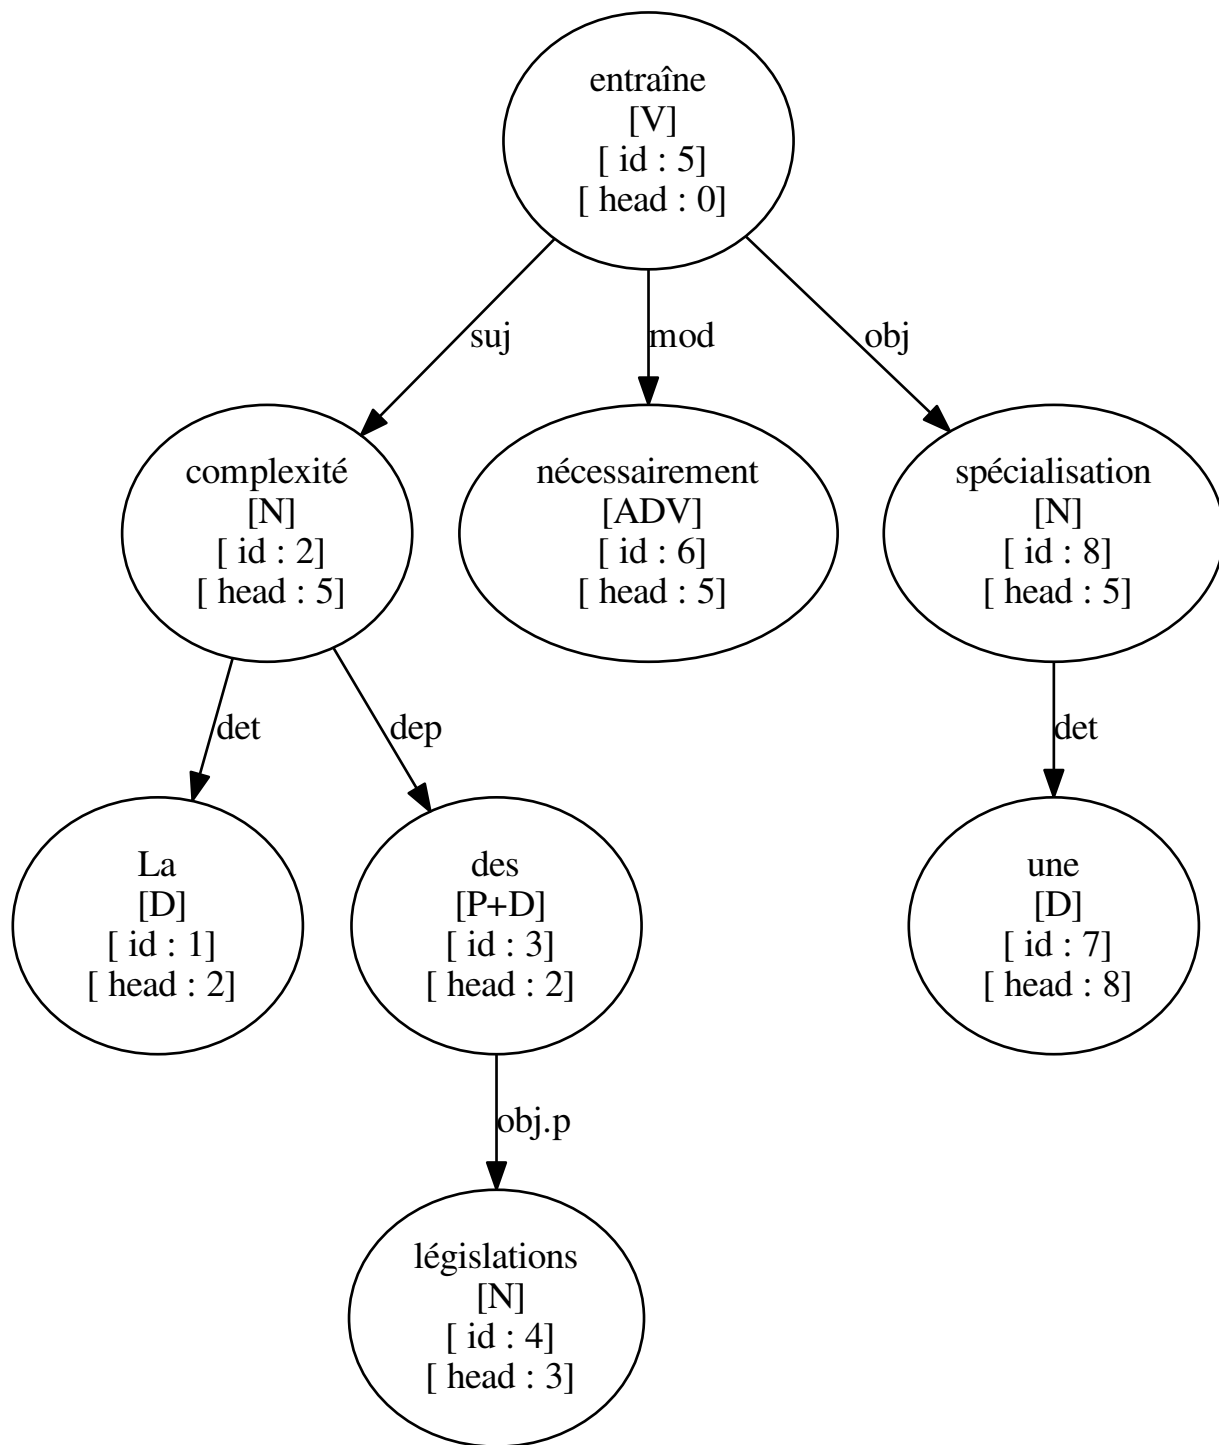 entraîne
[V]
[ id : 5]
[ head : 0]
suj
mod
obj
complexité
[N]
[ id : 2]
[ head : 5]
nécessairement
[ADV]
[ id : 6]
[ head : 5]
spécialisation
[N]
[ id : 8]
[ head : 5]
det
dep
det
La
[D]
[ id : 1]
[ head : 2]
des
[P+D]
[ id : 3]
[ head : 2]
une
[D]
[ id : 7]
[ head : 8]
obj.p
législations
[N]
[ id : 4]
[ head : 3]